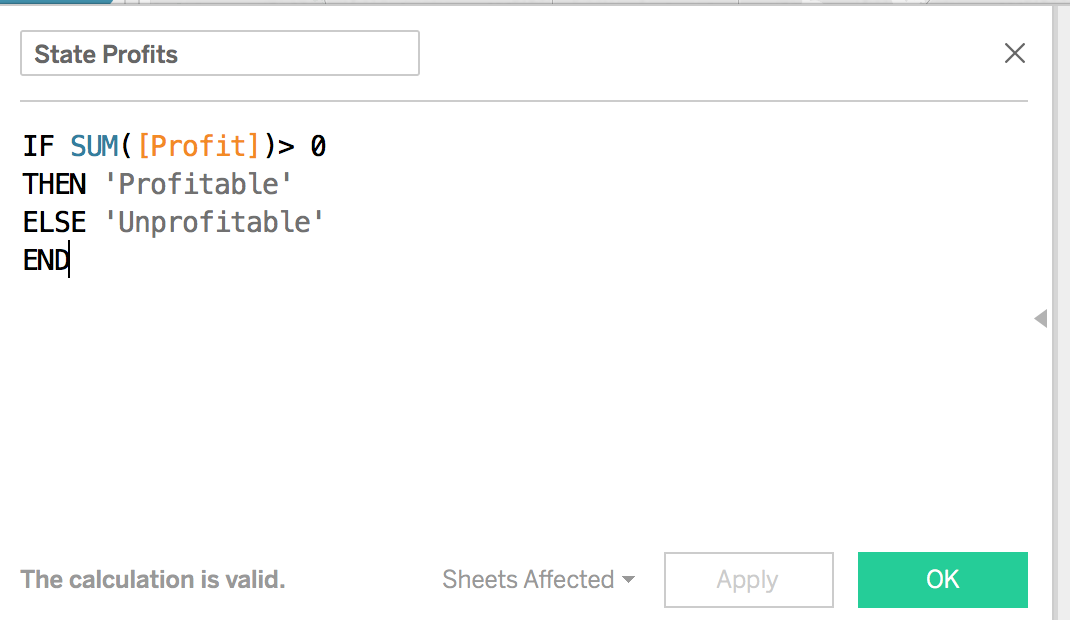 State Profits
IF SUM([Profit])> 0
THEN 'Profitable'
ELSE 'Unprofitable'
END
The calculation is valid.
Sheets Affected
Apply
OK